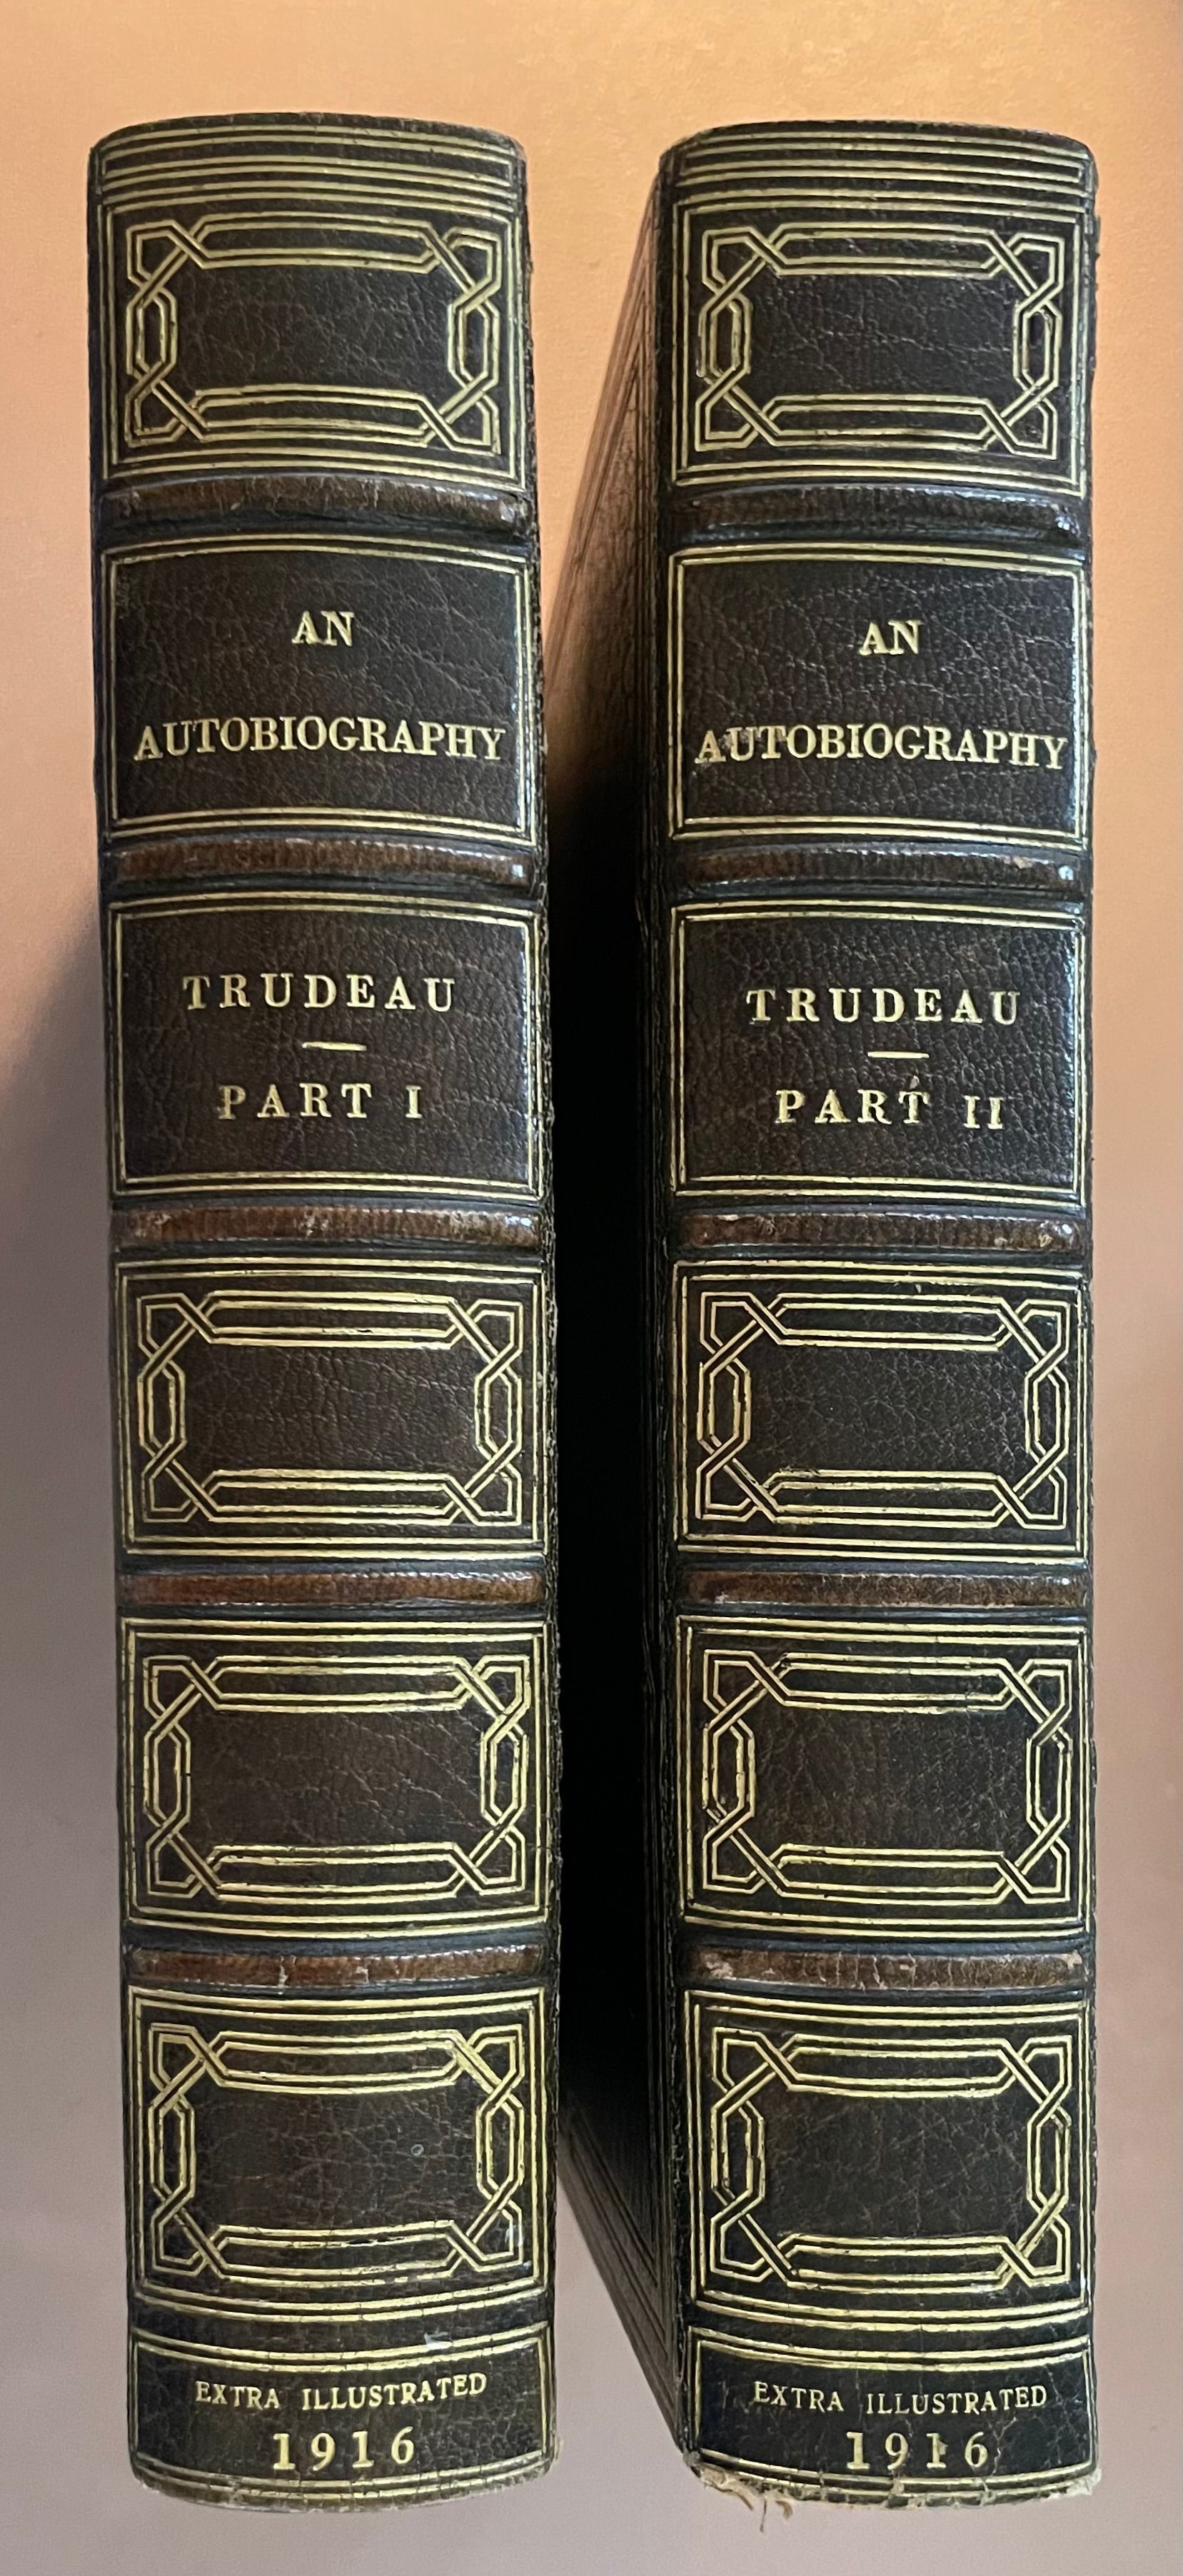 AN
AUTOBIOGRAPHY
TRUDEAU
PART I
EXTRA ILLUSTRATED
1916
AN
AUTOBIOGRAPHY
TRUDEAU
PART II
EXTRA ILLUSTRATED
1916